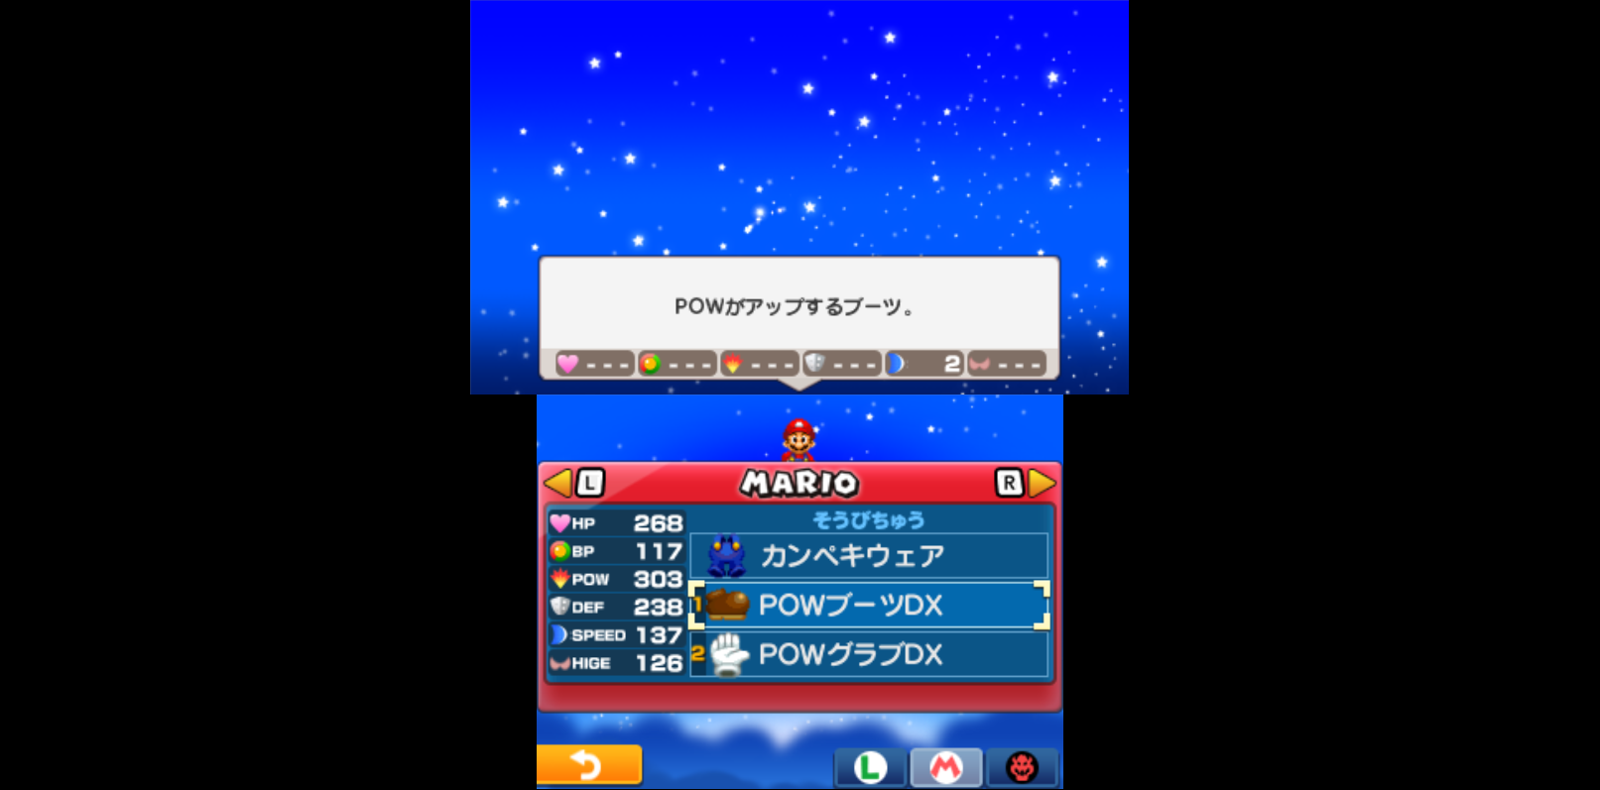 POWがアップするブーツ。
--- --- --- --- 2 ---
L MARIO R
そうびちゅう
HP 268
BP 117
POW 303
DEF 238
SPEED 137
HIGE 126
カンペキウェア
1 POWブーツDX
2 POWグラブDX
L M